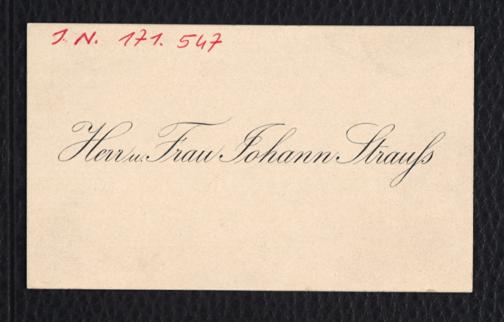 I. N. 171. 547
Herr u. Frau Johann Strauſs